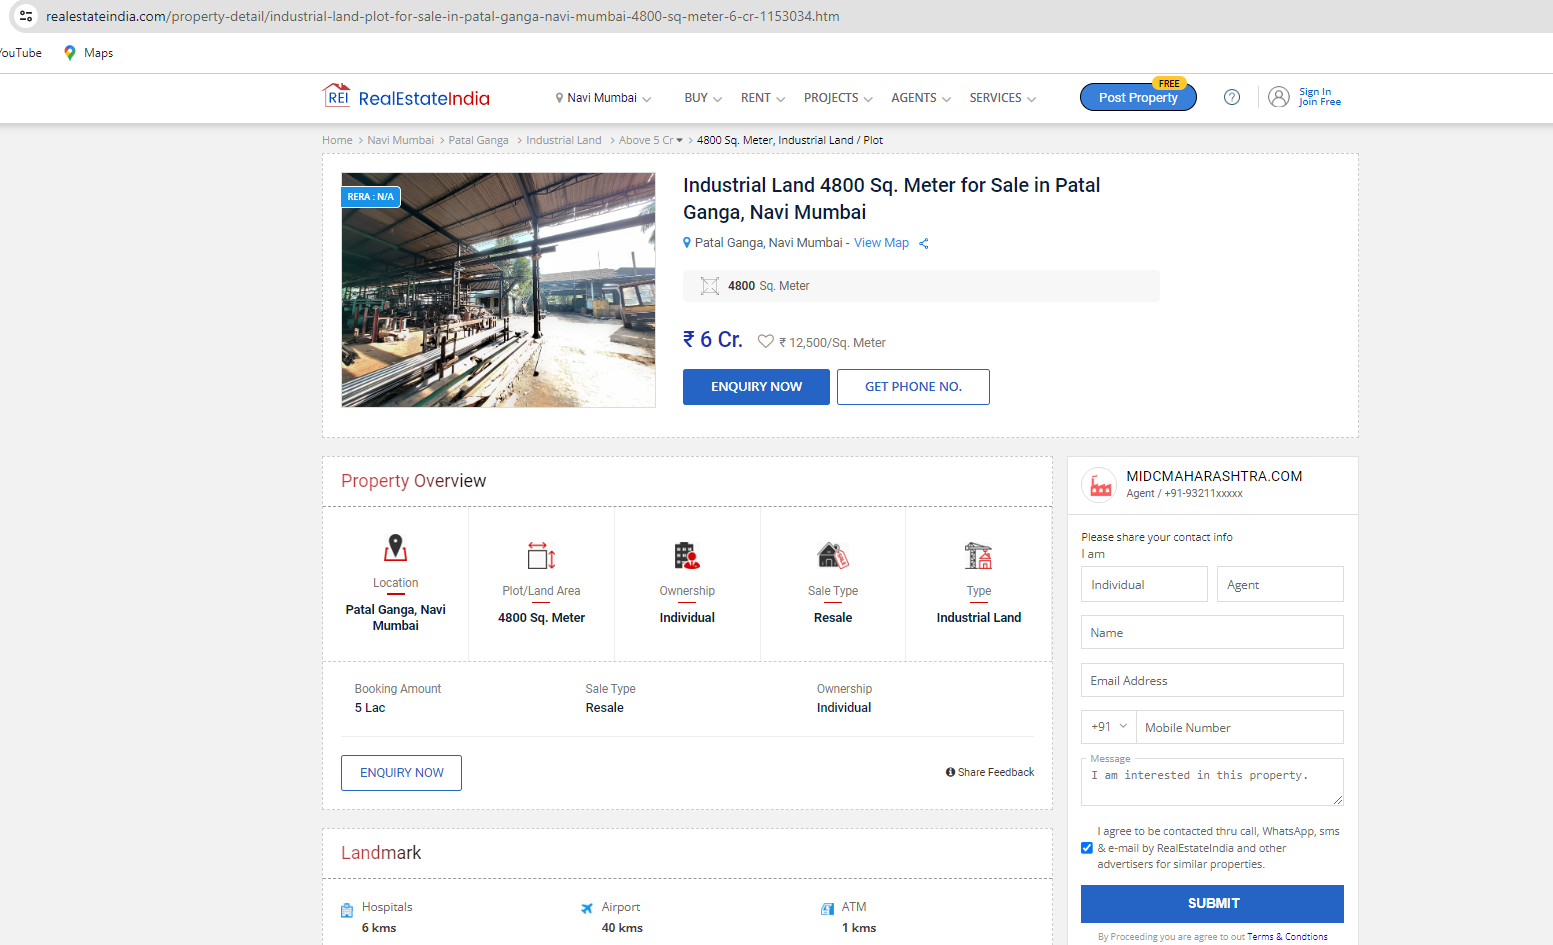 realestateindia.com/property-detail/industrial-land-plot-for-sale-in-patal-ganga-navi-mumbai-4800-sq-meter-6-cr-1153034.htm
YouTube Maps
REI RealEstateIndia Navi Mumbai BUY RENT PROJECTS AGENTS SERVICES FREE Post Property ? Sign In
Join Free
Home > Navi Mumbai > Patal Ganga > Industrial Land > Above 5 Cr > 4800 Sq. Meter, Industrial Land / Plot
RERA : N/A
Industrial Land 4800 Sq. Meter for Sale in Patal
Ganga, Navi Mumbai
Patal Ganga, Navi Mumbai - View Map
4800 Sq. Meter
₹ 6 Cr. ₹ 12,500/Sq. Meter
ENQUIRY NOW GET PHONE NO.
Property Overview
Location
Patal Ganga, Navi
Mumbai
Plot/Land Area
4800 Sq. Meter
Ownership
Individual
SALE
Sale Type
Resale
Type
Industrial Land
Booking Amount
5 Lac
Sale Type
Resale
Ownership
Individual
ENQUIRY NOW
Share Feedback
Landmark
Hospitals
6 kms
Airport
40 kms
ATM
1 kms
MIDCMAHARASHTRA.COM
Agent / +91-93211xxxxx
Please share your contact info
I am
Individual Agent
Name
Email Address
+91 Mobile Number
Message
I am interested in this property.
I agree to be contacted thru call, WhatsApp, sms
& e-mail by RealEstateIndia and other
advertisers for similar properties.
SUBMIT
By Proceeding you are agree to out Terms & Condtions